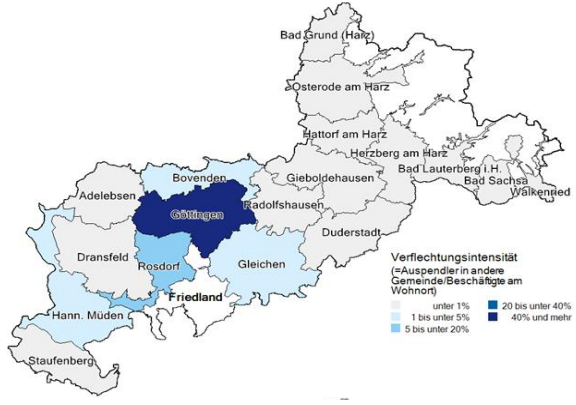 Bad Grund (Harz)
Osterode am Harz
Hattorf am Harz
Herzberg am Harz
Bad Lauterberg i.H.
Bad Sachsa
Walkenried
Gieboldehausen
Bovenden
Adelebsen
Göttingen
Radolfshausen
Duderstadt
Dransfeld
Rosdorf
Gleichen
Friedland
Hann. Müden
Staufenberg
Verflechtungsintensität
(=Auspendler in andere
Gemeinde/Beschäftigte am
Wohnort)
unter 1%
1 bis unter 5%
5 bis unter 20%
20 bis unter 40%
40% und mehr